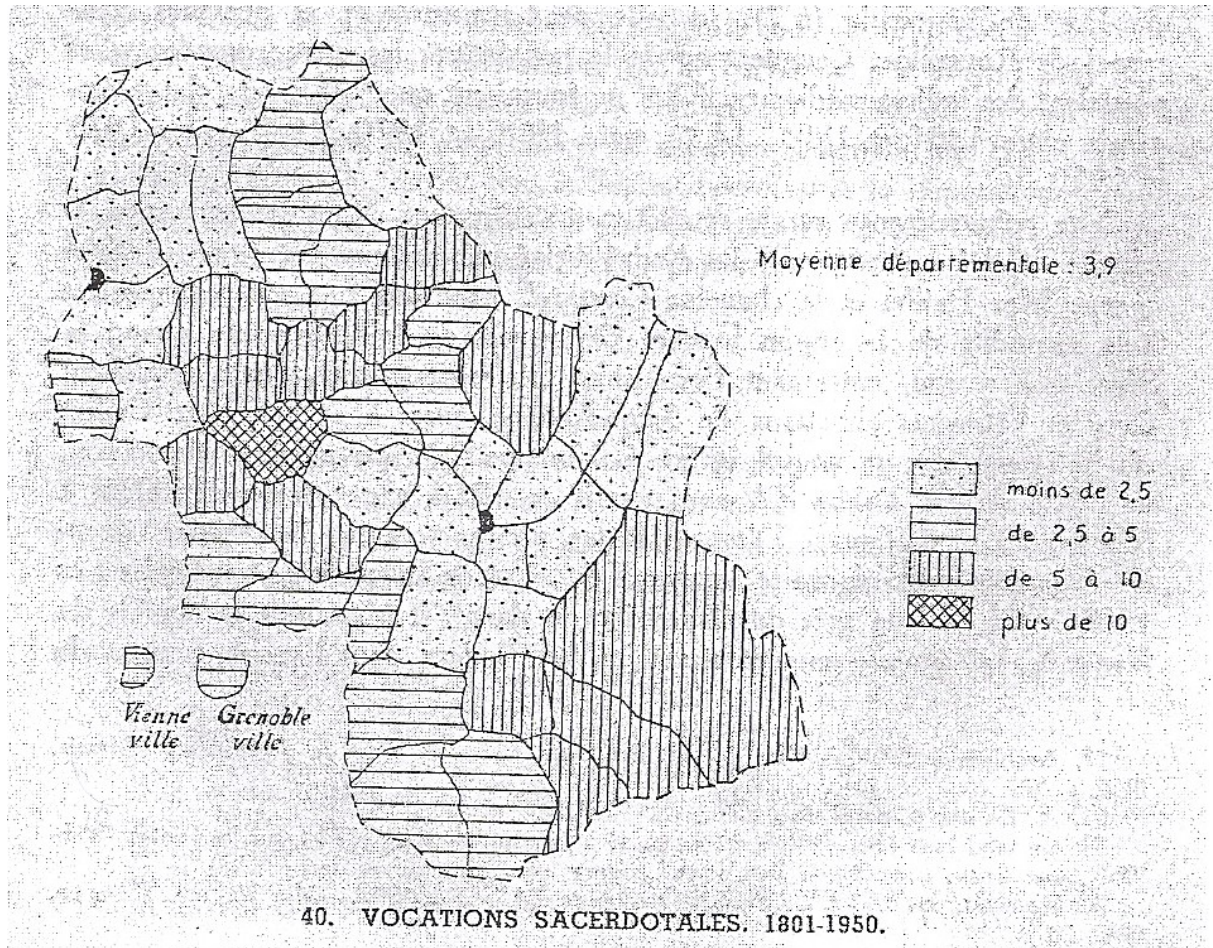 Moyenne départementale : 3,9
moins de 2,5
de 2,5 à 5
de 5 à 10
plus de 10
Vienne
ville
Grenoble
ville
40. VOCATIONS SACERDOTALES. 1801-1950.